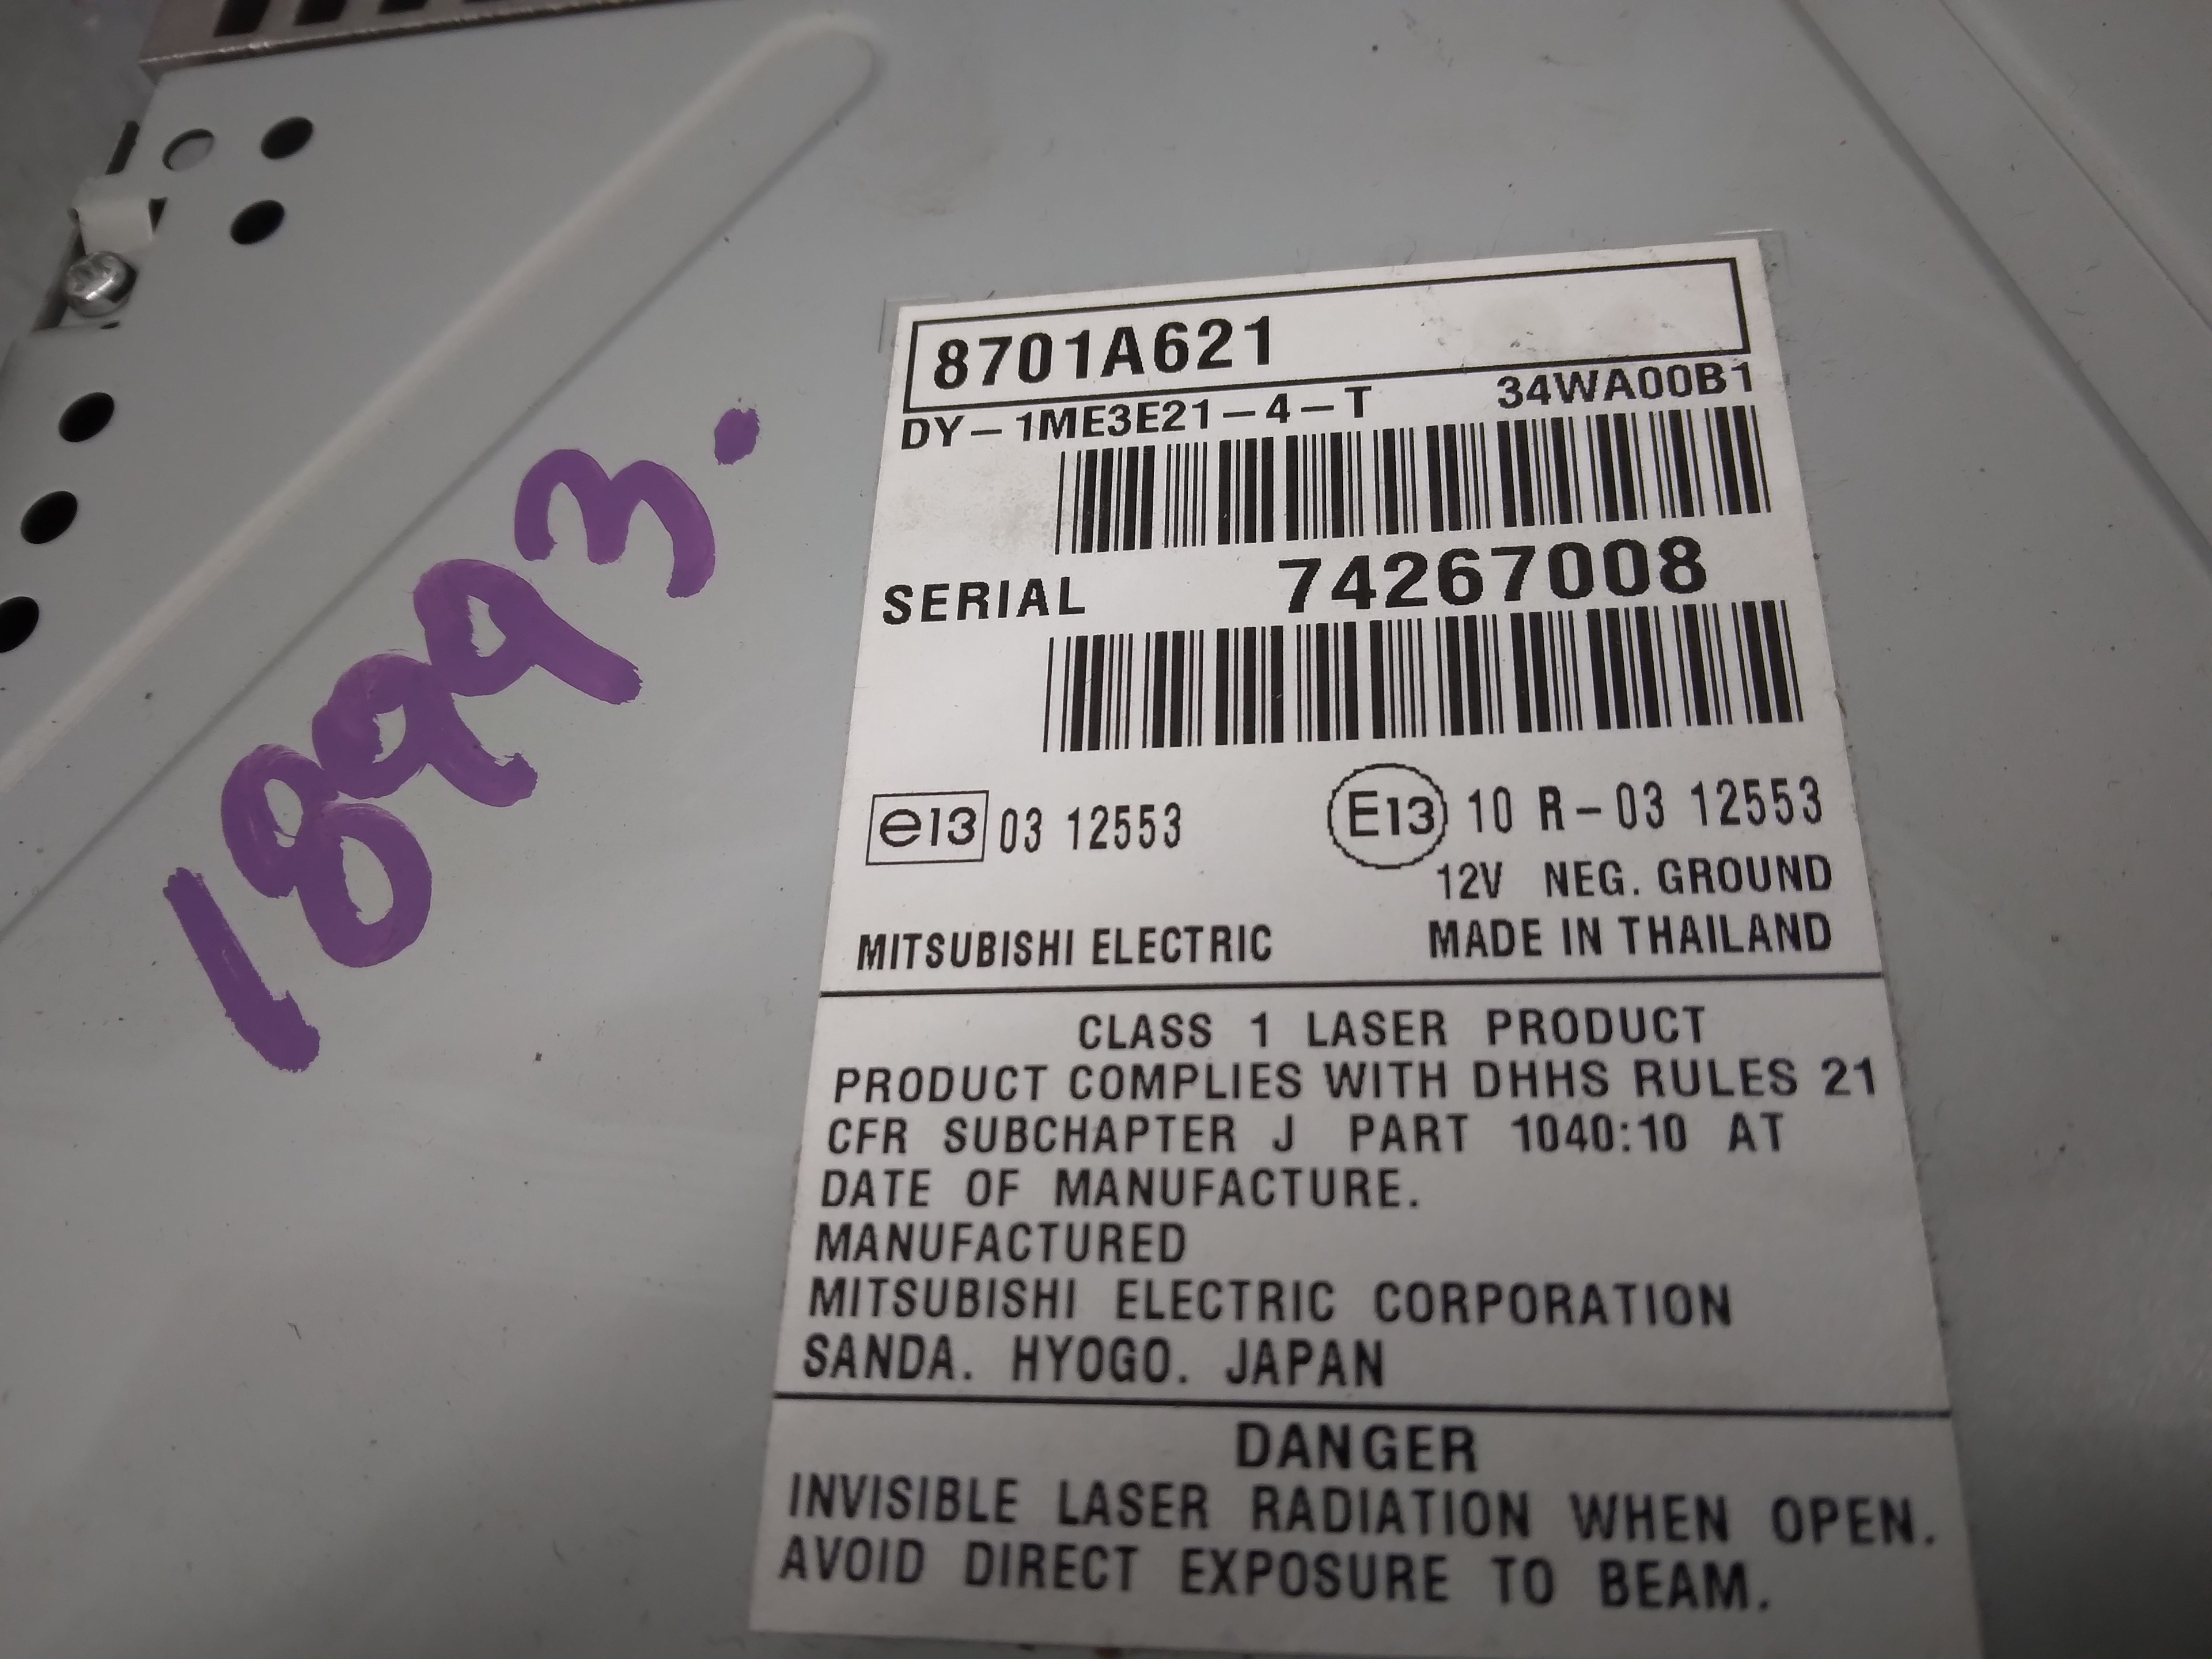 18993.
8701A621
DY-1ME3E21-4-T 34WA00B1
SERIAL 74267008
e13 03 12553 E13 10 R-03 12553
12V NEG. GROUND
MITSUBISHI ELECTRIC MADE IN THAILAND
CLASS 1 LASER PRODUCT
PRODUCT COMPLIES WITH DHHS RULES 21
CFR SUBCHAPTER J PART 1040:10 AT
DATE OF MANUFACTURE.
MANUFACTURED
MITSUBISHI ELECTRIC CORPORATION
SANDA. HYOGO. JAPAN
DANGER
INVISIBLE LASER RADIATION WHEN OPEN.
AVOID DIRECT EXPOSURE TO BEAM.